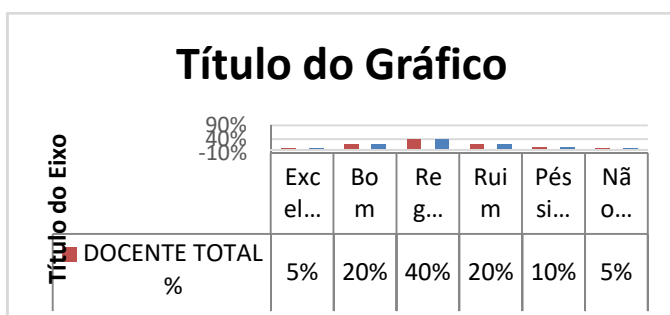 Título do Gráfico
90%
40%
-10%
Título do Eixo
Exc
el...
Bo
m
Re
g...
Rui
m
Pés
si...
Nã
o...
DOCENTE TOTAL
%
5% 20% 40% 20% 10% 5%